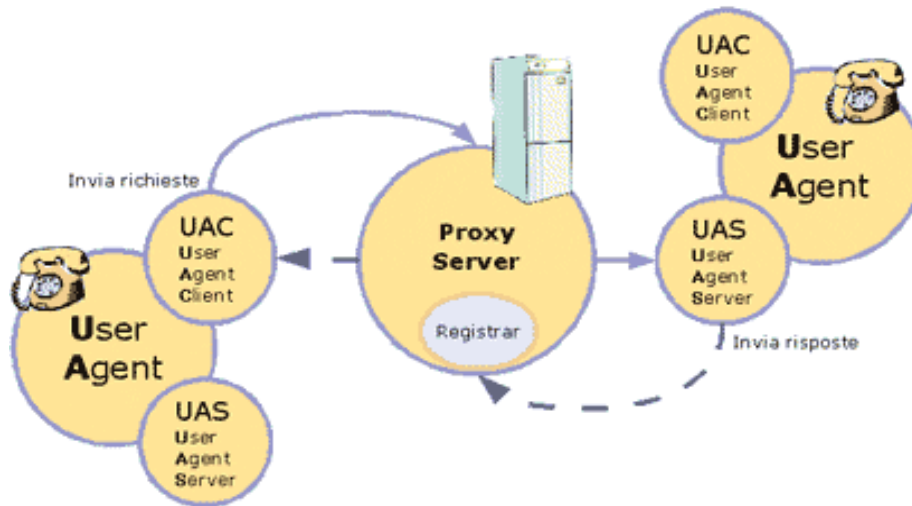 Invia richieste
UAC
User
Agent
Client
User
Agent
UAS
User
Agent
Server
Proxy
Server
Registrar
UAC
User
Agent
Client
User
Agent
UAS
User
Agent
Server
Invia risposte